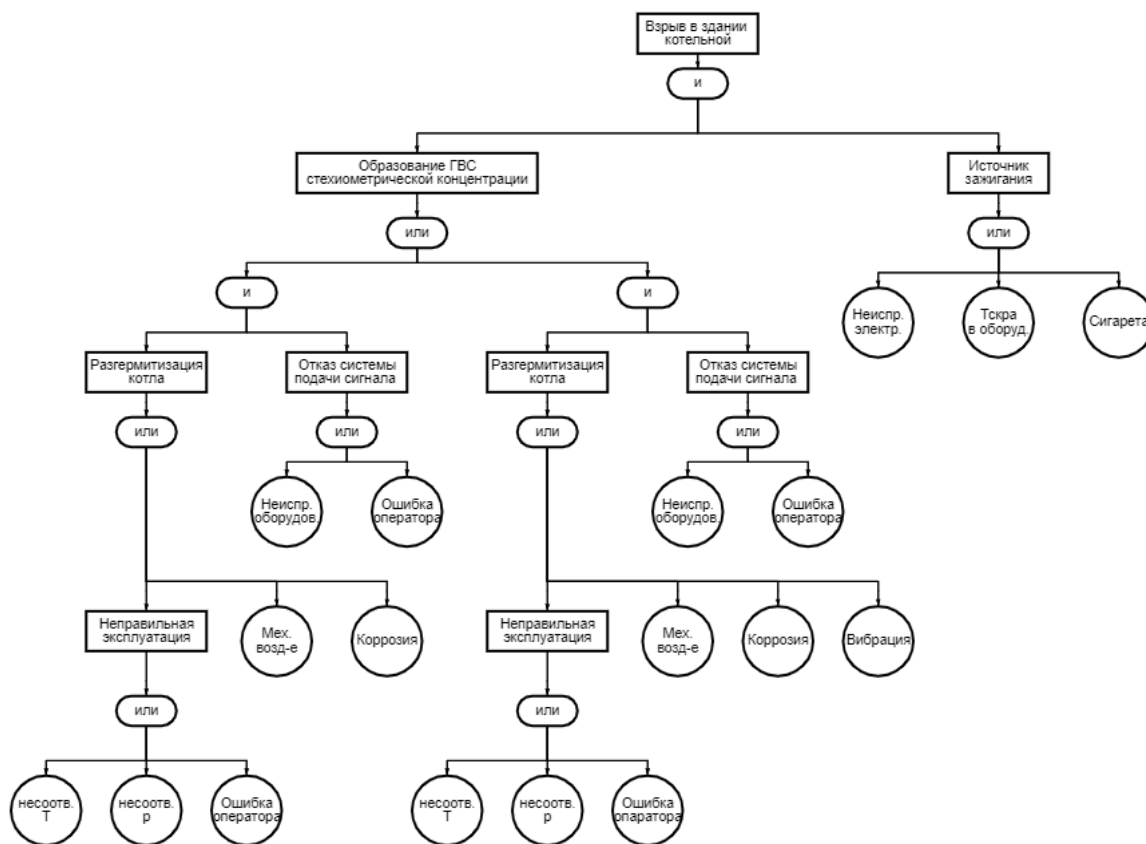 Взрыв в здании
котельной
и
Образование ГВС
стехиометрической концентрации
Источник
зажигания
или
или
и
и
Неиспр.
электр.
Тскра
в оборуд.
Сигарета
Разгермитизация
котла
Отказ системы
подачи сигнала
Разгермитизация
котла
Отказ системы
подачи сигнала
или
или
или
или
Неиспр.
оборудов.
Ошибка
оператора
Неиспр.
оборудов.
Ошибка
оператора
Неправильная
эксплуатация
Мех.
возд-е
Коррозия
Неправильная
эксплуатация
Мех.
возд-е
Коррозия
Вибрация
или
или
несоотв.
Т
несоотв.
р
Ошибка
оператора
несоотв.
Т
несоотв.
р
Ошибка
опаратора